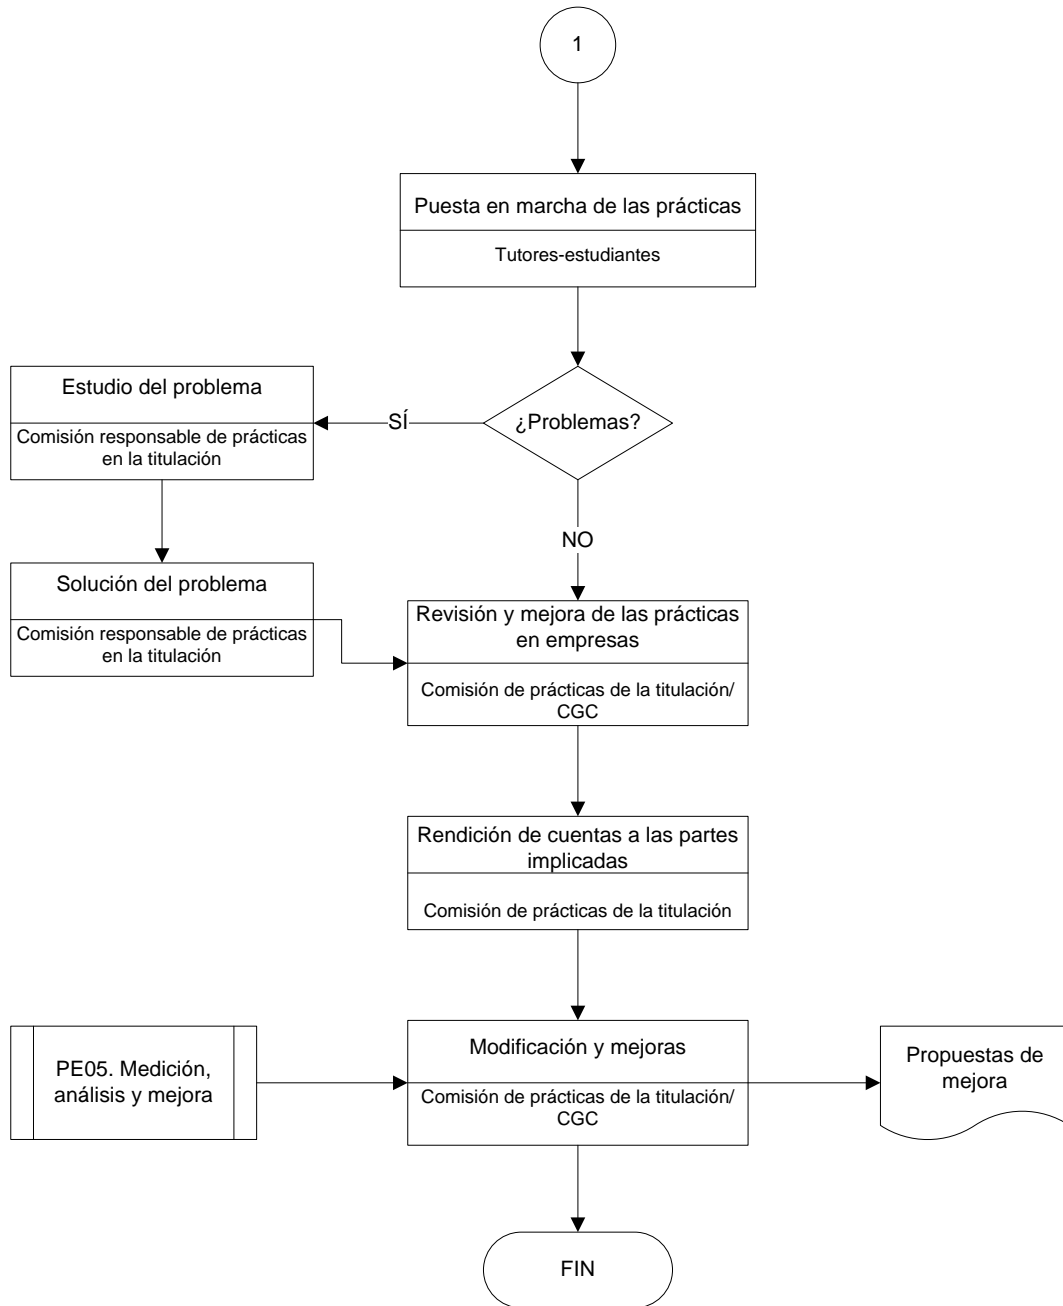 1
Puesta en marcha de las prácticas
Tutores-estudiantes
¿Problemas?
SÍ
Estudio del problema
Comisión responsable de prácticas
en la titulación
Solución del problema
Comisión responsable de prácticas
en la titulación
NO
Revisión y mejora de las prácticas
en empresas
Comisión de prácticas de la titulación/
CGC
Rendición de cuentas a las partes
implicadas
Comisión de prácticas de la titulación
PE05. Medición,
análisis y mejora
Modificación y mejoras
Comisión de prácticas de la titulación/
CGC
Propuestas de
mejora
FIN